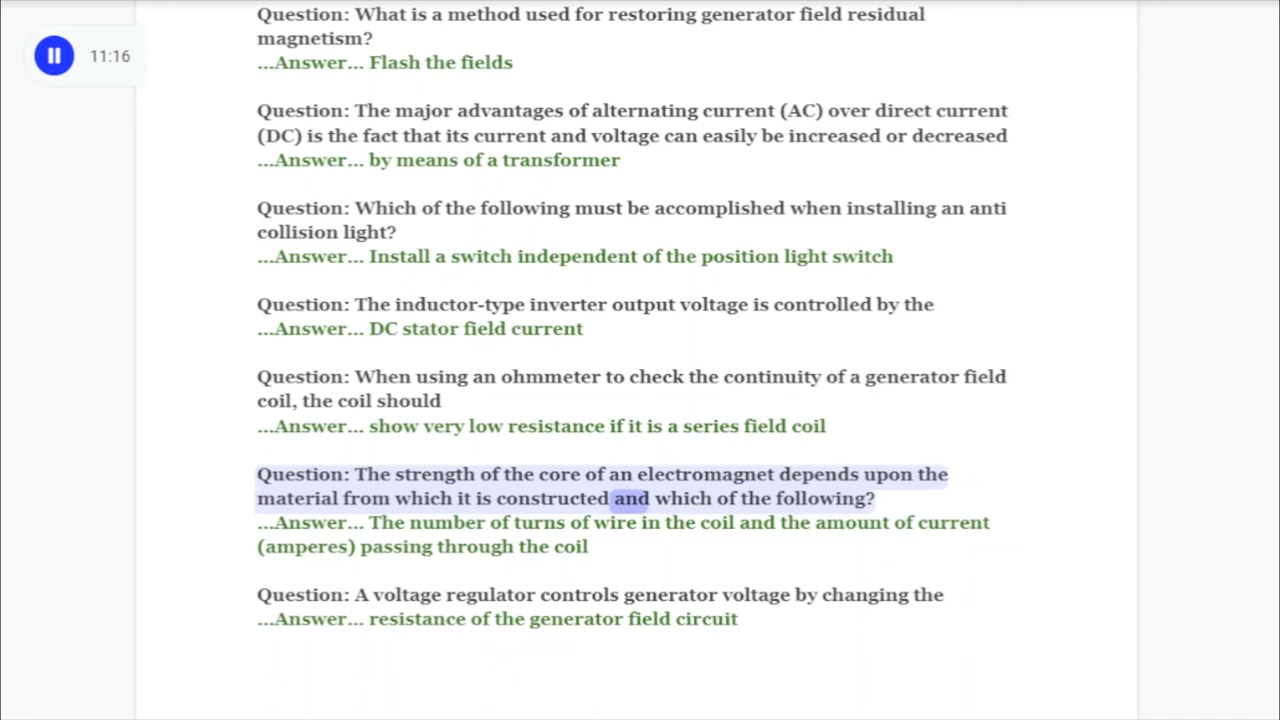 Question: What is a method used for restoring generator field residual
magnetism?
...Answer... Flash the fields
11:16
Question: The major advantages of alternating current (AC) over direct current
(DC) is the fact that its current and voltage can easily be increased or decreased
...Answer... by means of a transformer
Question: Which of the following must be accomplished when installing an anti
collision light?
...Answer... Install a switch independent of the position light switch
Question: The inductor-type inverter output voltage is controlled by the
...Answer... DC stator field current
Question: When using an ohmmeter to check the continuity of a generator field
coil, the coil should
...Answer... show very low resistance if it is a series field coil
Question: The strength of the core of an electromagnet depends upon the
material from which it is constructed and which of the following?
...Answer... The number of turns of wire in the coil and the amount of current
(amperes) passing through the coil
Question: A voltage regulator controls generator voltage by changing the
...Answer... resistance of the generator field circuit